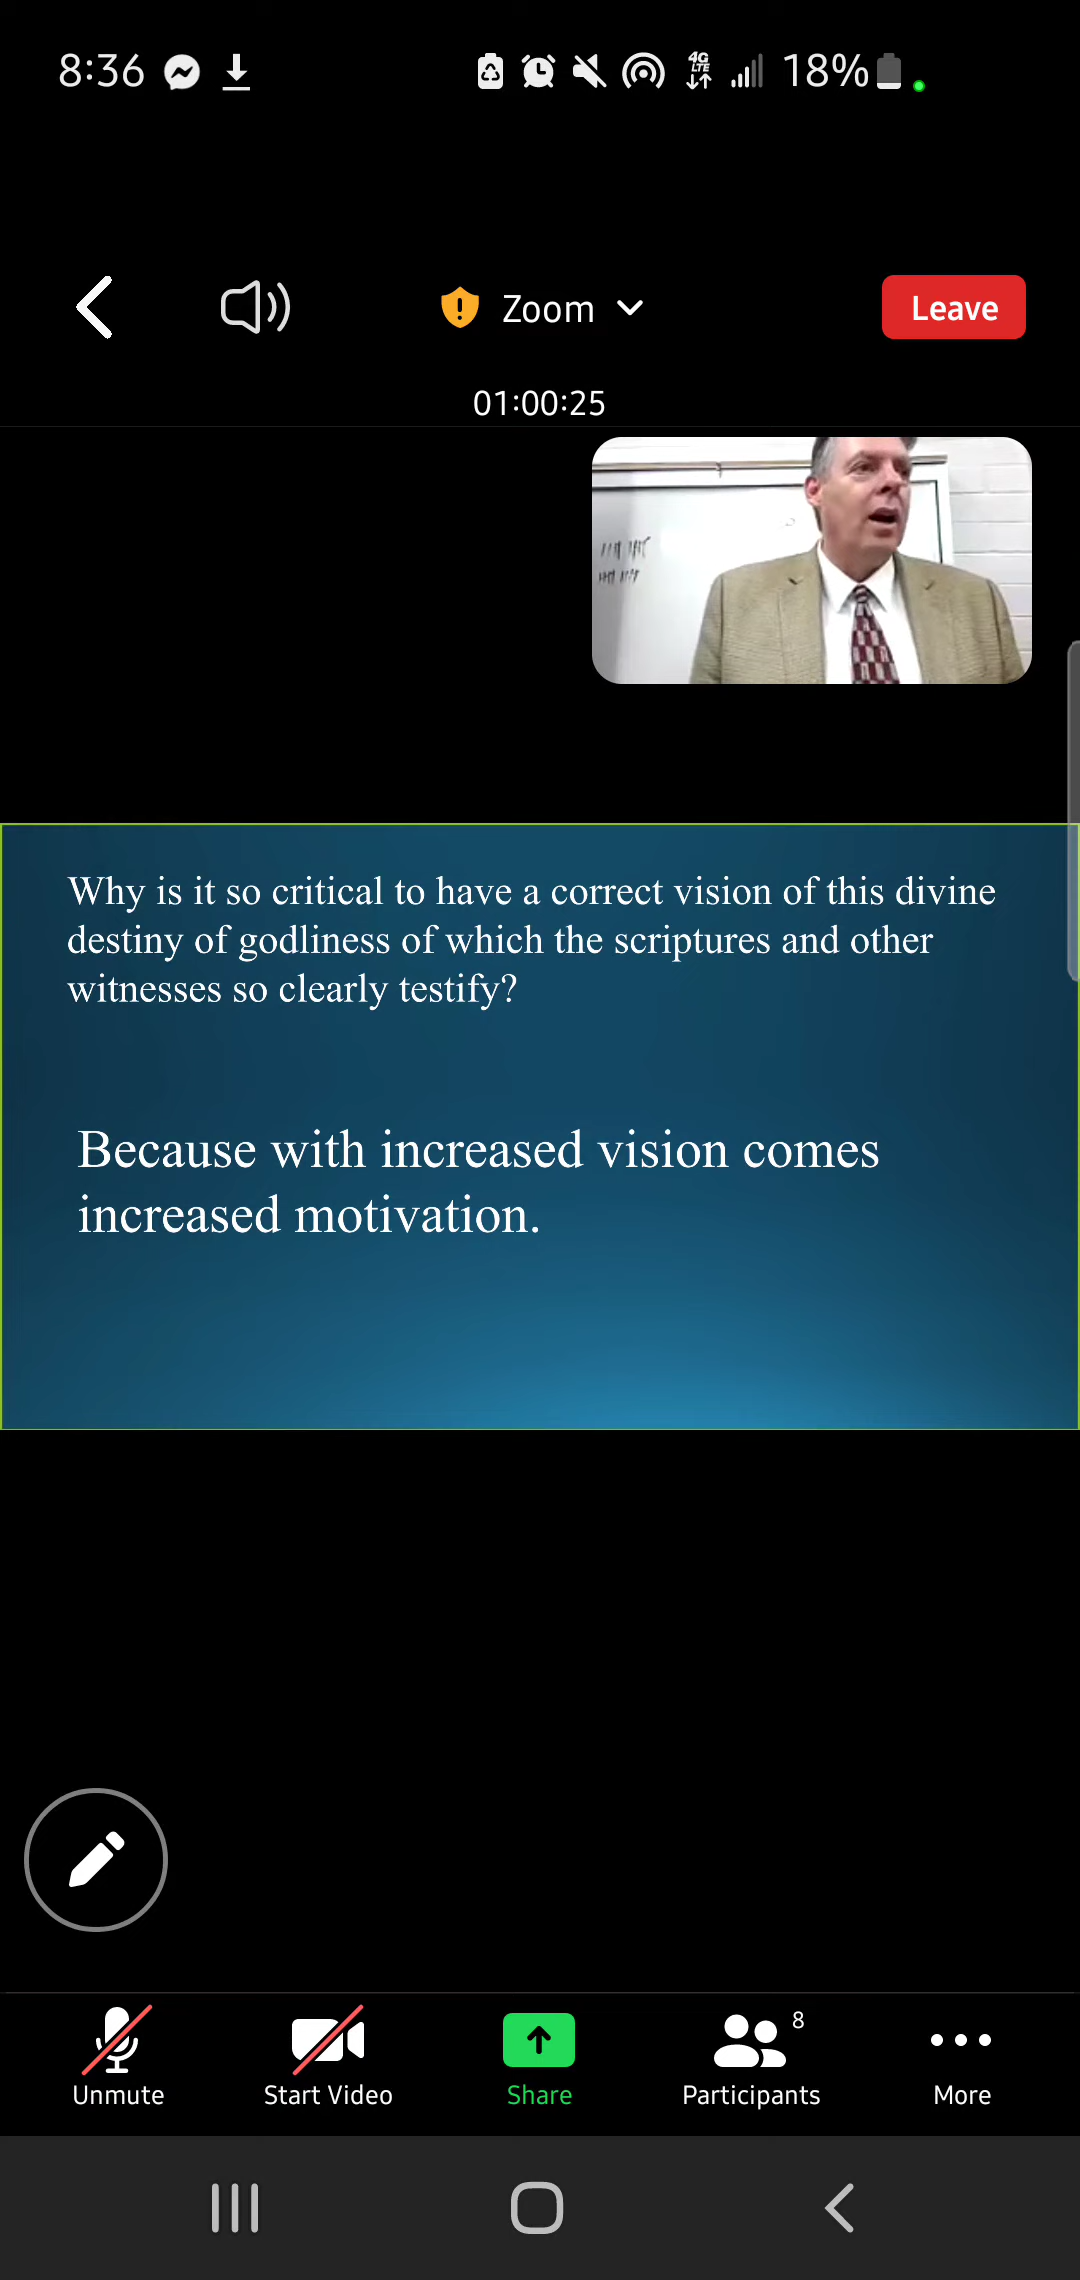 8:36 4G LTE 18%
Zoom Leave
01:00:25
Why is it so critical to have a correct vision of this divine
destiny of godliness of which the scriptures and other
witnesses so clearly testify?
Because with increased vision comes
increased motivation.
8
Unmute Start Video Share Participants More